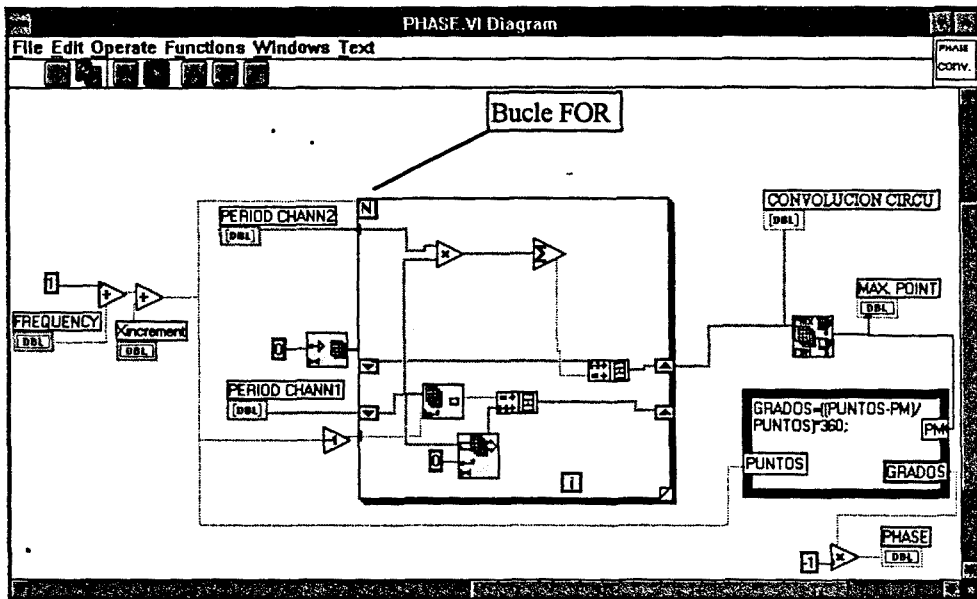 PHASE.VI Diagram
File Edit Operate Functions Windows Text
PHASE
CONV.
Bucle FOR
N
PERIOD CHANN2
[DBL]
CONVOLUCION CIRCU
[DBL]
1
FREQUENCY
DBL
Xincrement
DBL
MAX. POINT
DBL
0
PERIOD CHANN1
[DBL]
0
i
GRADOS=((PUNTOS-PM)/
PUNTOS)*360;
PM
PUNTOS
GRADOS
PHASE
-1
DBL